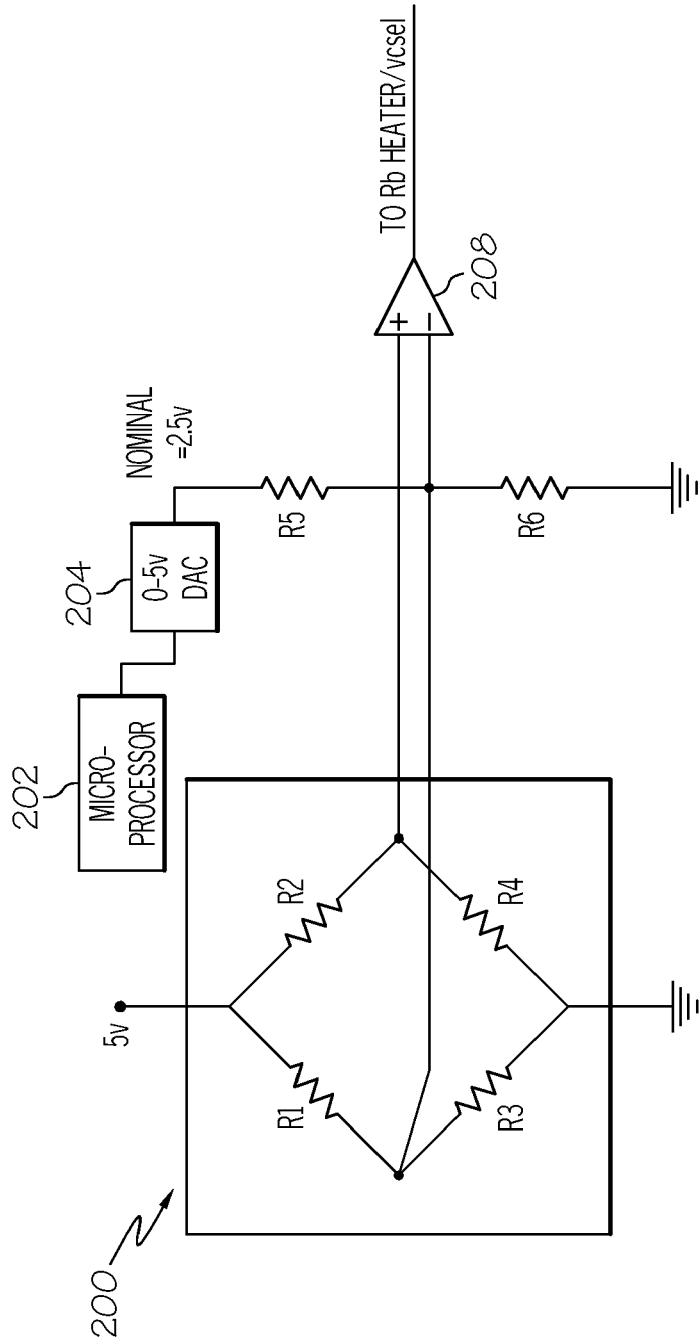 200
202
MICRO-
PROCESSOR
204
0-5v
DAC
NOMINAL
=2.5v
5v
R1
R2
R3
R4
R5
R6
+
−
208
TO Rb HEATER/vcsel